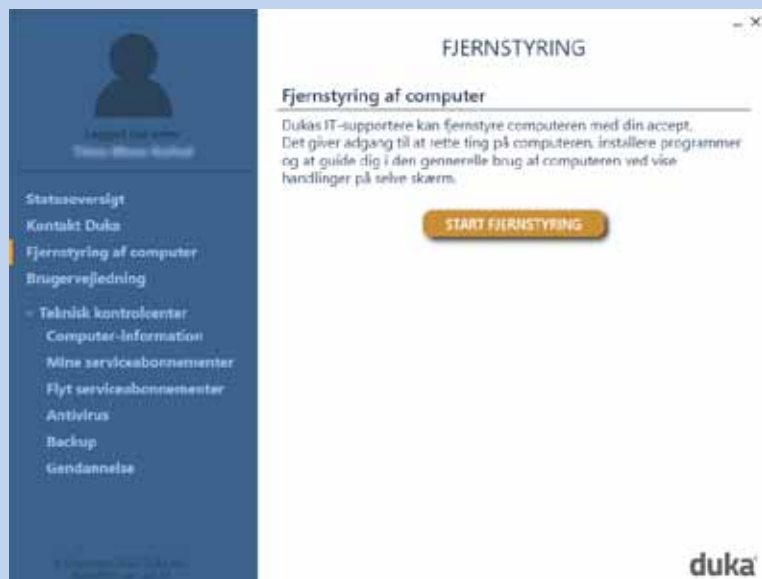 FJERNSTYRING
Fjernstyring af computer
Dukas IT-supportere kan fjernstyre computeren med din accept.
Det giver adgang til at rette ting på computeren, installere programmer
og at guide dig i den gennerelle brug af computeren ved vise
handlinger på selve skærm.
START FJERNSTYRING
Statusoversigt
Kontakt Duka
Fjernstyring af computer
Brugervejledning
Teknisk kontrolcenter
Computer-information
Mine serviceabonnementer
Flyt serviceabonnementer
Antivirus
Backup
Gendannelse
duka